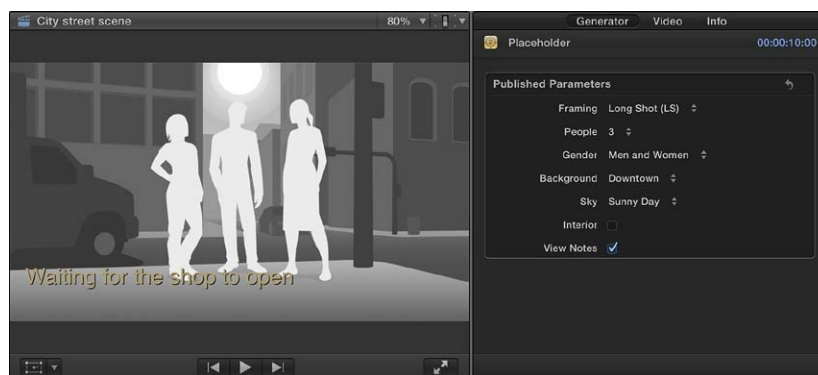 City street scene
80%
Waiting for the shop to open
Generator Video Info
Placeholder 00:00:10:00
Published Parameters
Framing Long Shot (LS)
People 3
Gender Men and Women
Background Downtown
Sky Sunny Day
Interior
View Notes